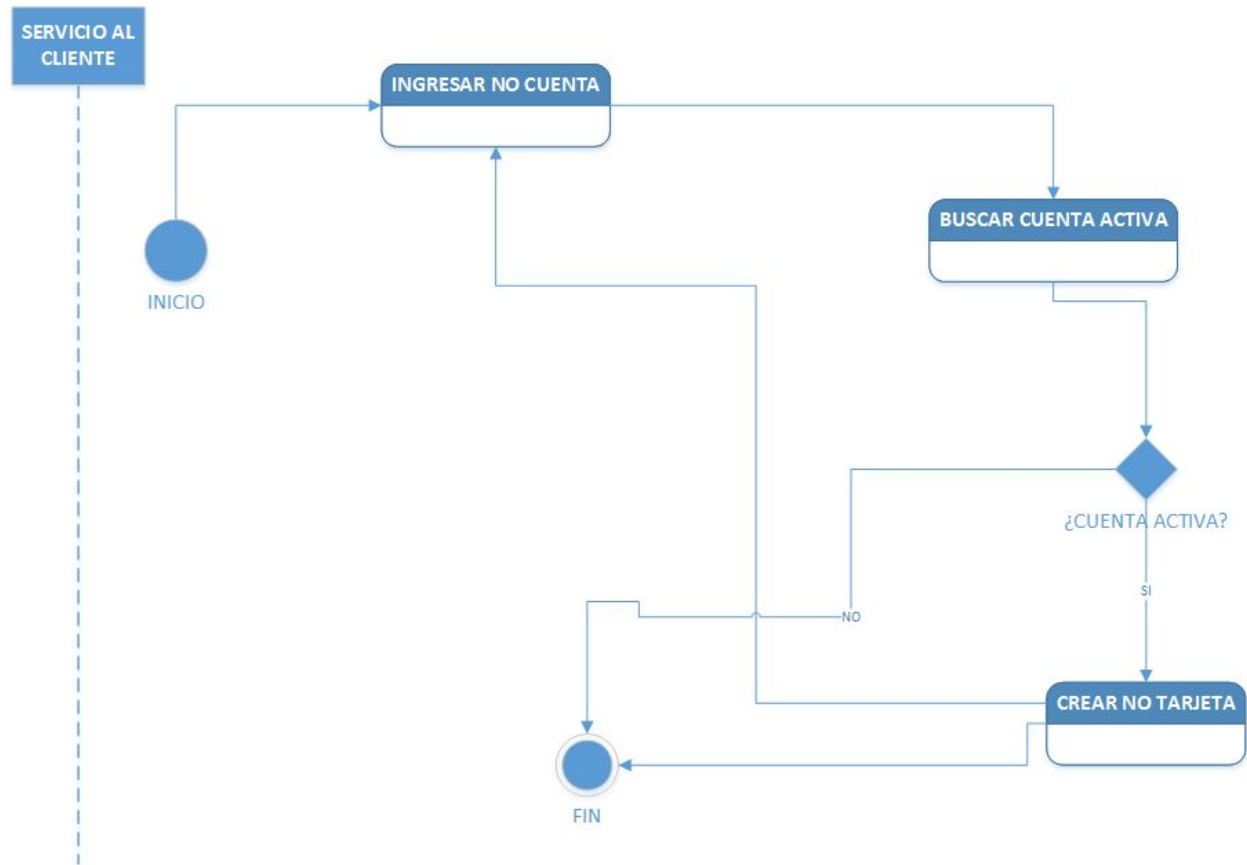 SERVICIO AL
CLIENTE
INGRESAR NO CUENTA
BUSCAR CUENTA ACTIVA
INICIO
¿CUENTA ACTIVA?
SI
NO
CREAR NO TARJETA
FIN